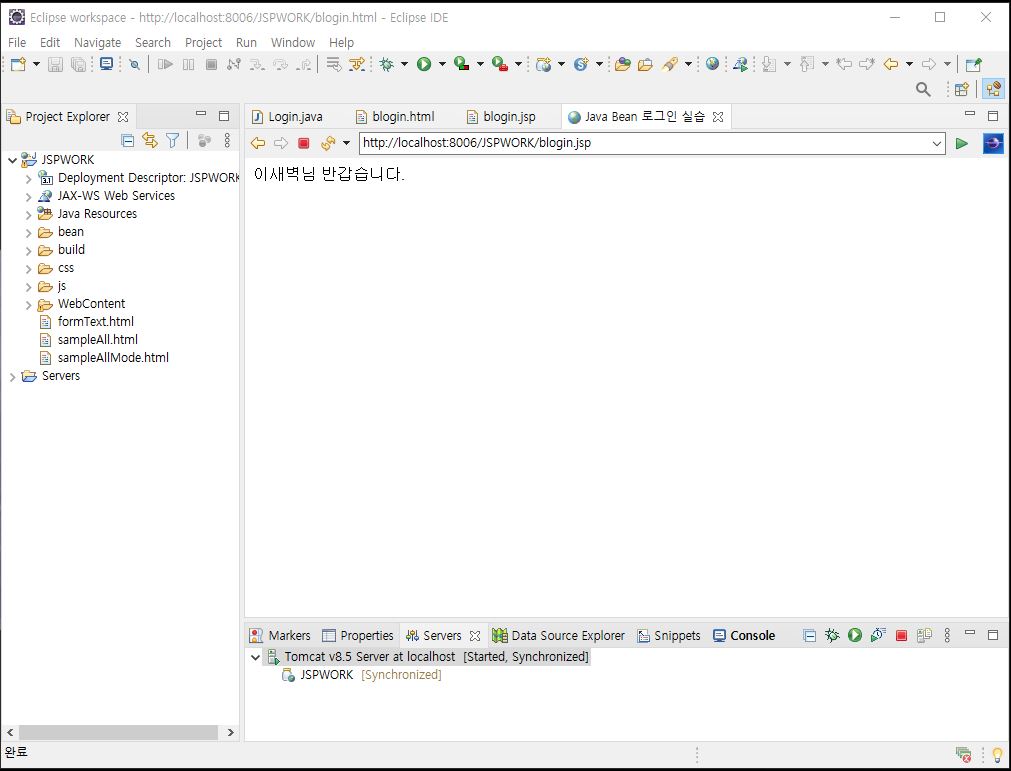 Eclipse workspace - http://localhost:8006/JSPWORK/blogin.html - Eclipse IDE
File Edit Navigate Search Project Run Window Help
Project Explorer
JSPWORK
Deployment Descriptor: JSPWORK
JAX-WS Web Services
Java Resources
bean
build
css
js
WebContent
formText.html
sampleAll.html
sampleAllMode.html
Servers
Login.java blogin.html blogin.jsp Java Bean 로그인 실습
http://localhost:8006/JSPWORK/blogin.jsp
이새벽님 반갑습니다.
Markers Properties Servers Data Source Explorer Snippets Console
Tomcat v8.5 Server at localhost [Started, Synchronized]
JSPWORK [Synchronized]
완료